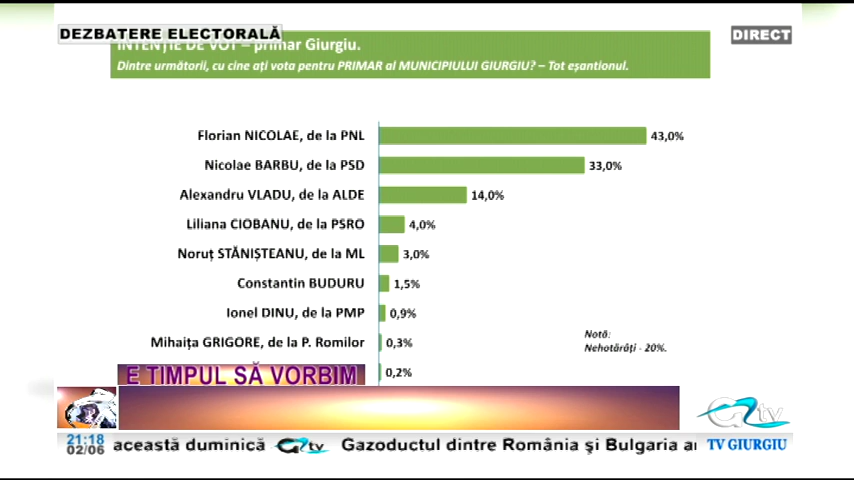 DEZBATERE ELECTORALĂ
DIRECT
INTENȚIE DE VOT – primar Giurgiu.
Dintre următorii, cu cine ați vota pentru PRIMAR al MUNICIPIULUI GIURGIU? – Tot eșantionul.
Florian NICOLAE, de la PNL 43,0%
Nicolae BARBU, de la PSD 33,0%
Alexandru VLADU, de la ALDE 14,0%
Liliana CIOBANU, de la PSRO 4,0%
Noruț STĂNIȘTEANU, de la ML 3,0%
Constantin BUDURU 1,5%
Ionel DINU, de la PMP 0,9%
Mihaița GRIGORE, de la P. Romilor 0,3%
Notă:
Nehotărâți - 20%.
0,2%
E TIMPUL SĂ VORBIM
tv
21:18
02/06
această duminică tv Gazoductul dintre România şi Bulgaria
TV GIURGIU